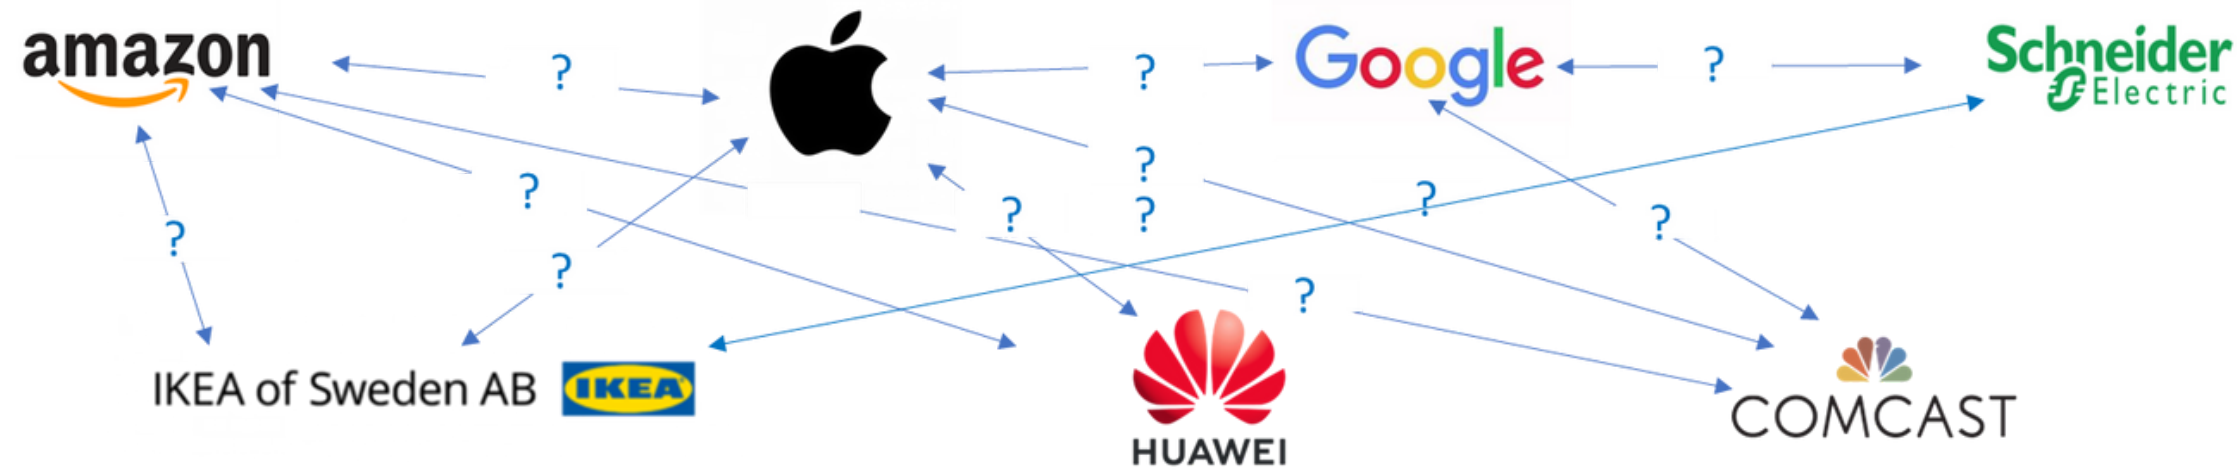 amazon
?
?
Google
?
Schneider
Electric
?
?
?
?
?
?
?
?
?
IKEA of Sweden AB
IKEA
HUAWEI
COMCAST